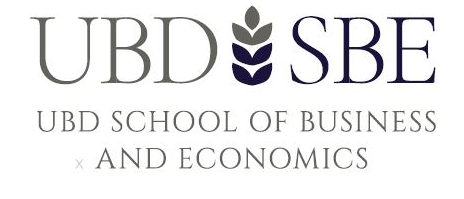 UBD SBE
UBD SCHOOL OF BUSINESS
x AND ECONOMICS